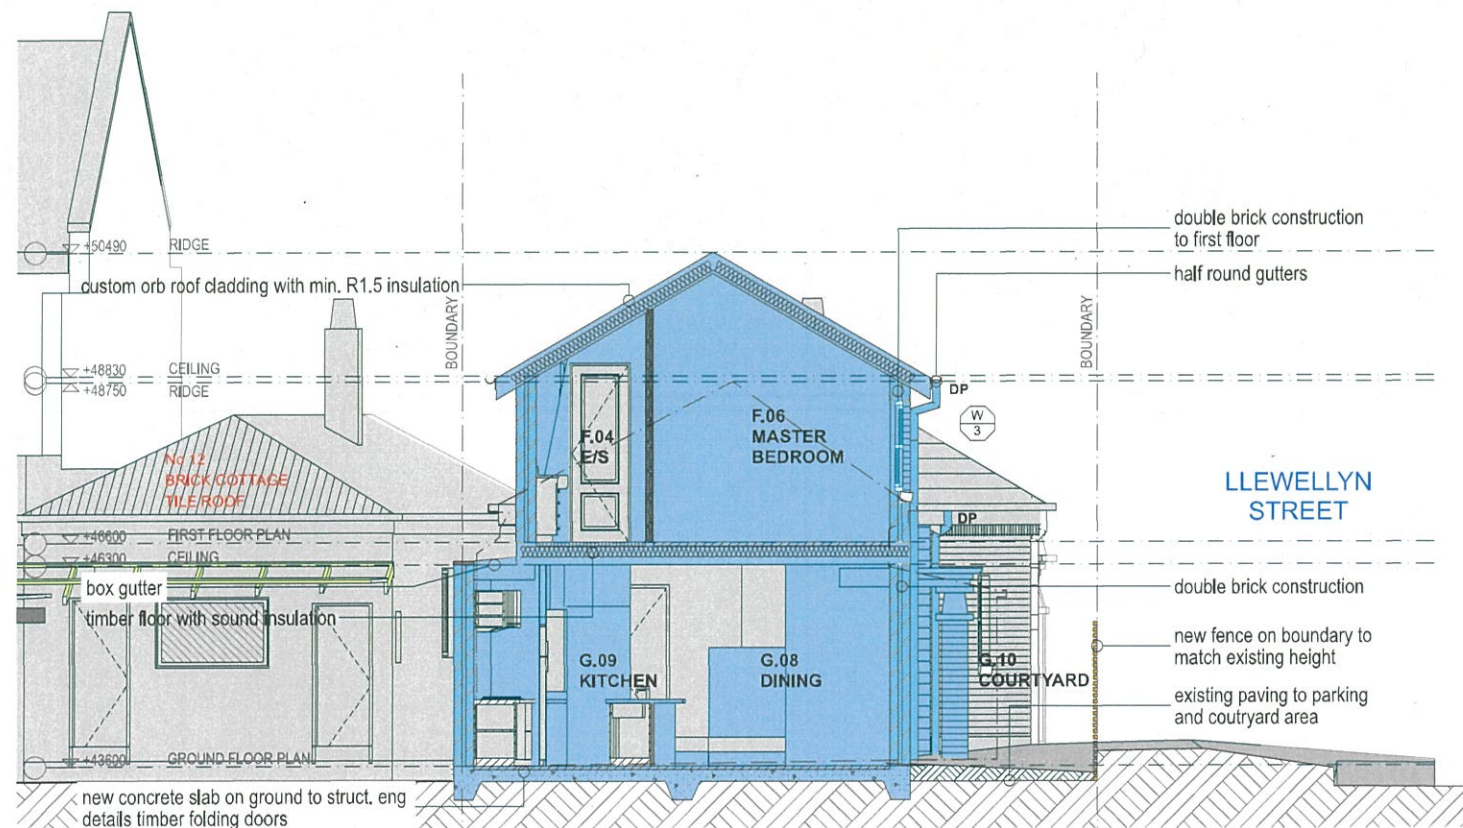 double brick construction
to first floor
+50490 RIDGE
half round gutters
custom orb roof cladding with min. R1.5 insulation
BOUNDARY
BOUNDARY
+48830 CEILING
+48750 RIDGE
DP
W
3
F.04
E/S
F.06
MASTER
BEDROOM
No 12
BRICK COTTAGE
TILE ROOF
LLEWELLYN
STREET
DP
+46600 FIRST FLOOR PLAN
+46300 CEILING
box gutter
double brick construction
timber floor with sound insulation
new fence on boundary to
match existing height
G.09
KITCHEN
G.08
DINING
G.10
COURTYARD
existing paving to parking
and coutryard area
+43600 GROUND FLOOR PLAN
new concrete slab on ground to struct. eng
details timber folding doors